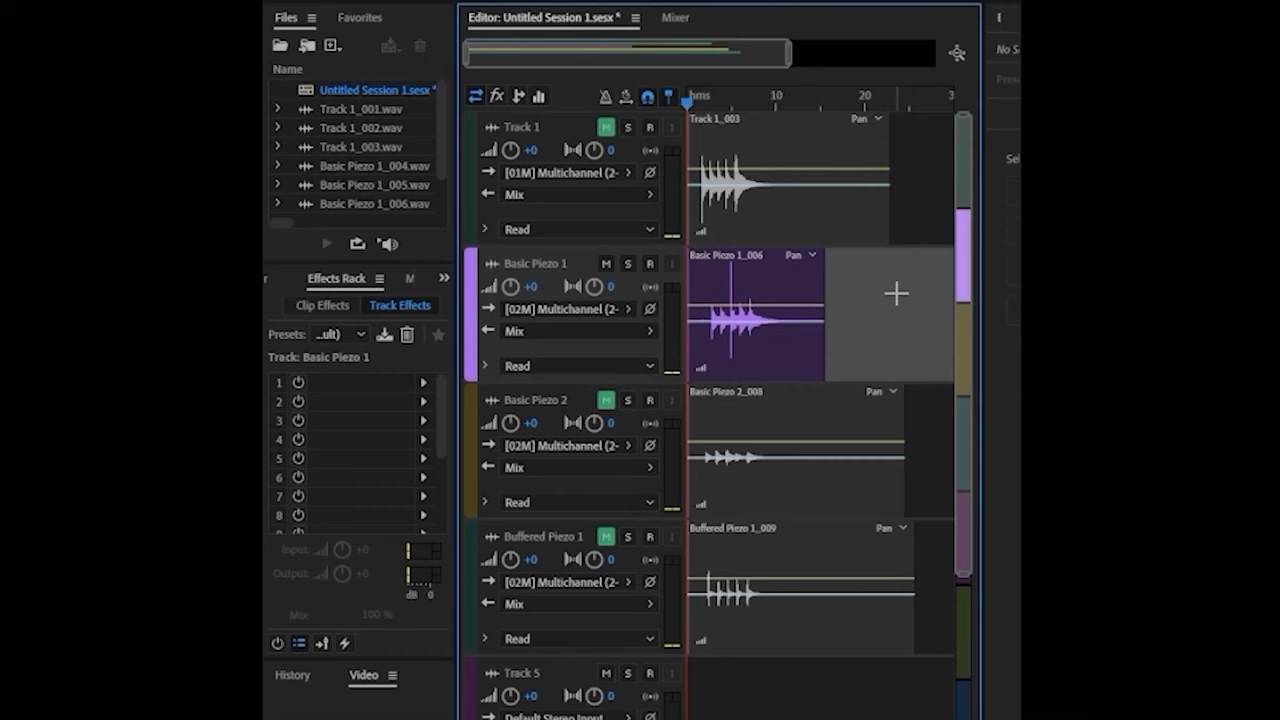 Files
Favorites
Name
Untitled Session 1.sesx *
Track 1_001.wav
Track 1_002.wav
Track 1_003.wav
Basic Piezo 1_004.wav
Basic Piezo 1_005.wav
Basic Piezo 1_006.wav
Effects Rack
M
Clip Effects
Track Effects
Presets:
...ult)
Track: Basic Piezo 1
1
2
3
4
5
6
7
8
Input:
+0
Output:
+0
dB 0
Mix:
100 %
History
Video
Editor: Untitled Session 1.sesx *
Mixer
fx
hms
10
20
3
Track 1
M S R I
+0
0
[01M] Multichannel (2-
Mix
Read
Track 1_003
Pan
Basic Piezo 1
M S R I
+0
0
[02M] Multichannel (2-
Mix
Read
Basic Piezo 1_006
Pan
Basic Piezo 2
M S R I
+0
0
[02M] Multichannel (2-
Mix
Read
Basic Piezo 2_008
Pan
Buffered Piezo 1
M S R I
+0
0
[02M] Multichannel (2-
Mix
Read
Buffered Piezo 1_009
Pan
Track 5
M S R I
+0
0
Default Stereo Input
No S
Prese
Sel